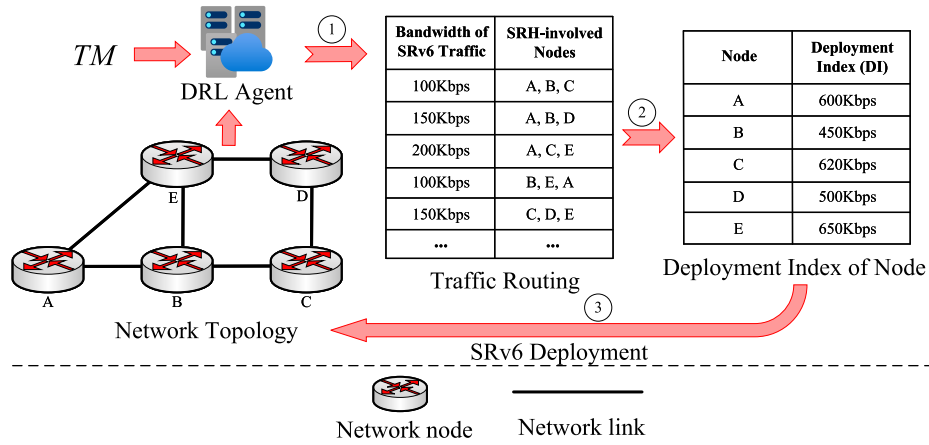 TM
DRL Agent
1
Bandwidth of SRv6 Traffic
SRH-involved Nodes
100Kbps A, B, C
150Kbps A, B, D
200Kbps A, C, E
100Kbps B, E, A
150Kbps C, D, E
... ...
Traffic Routing
2
Node
Deployment Index (DI)
A 600Kbps
B 450Kbps
C 620Kbps
D 500Kbps
E 650Kbps
Deployment Index of Node
E
D
A
B
C
Network Topology
3
SRv6 Deployment
Network node
Network link